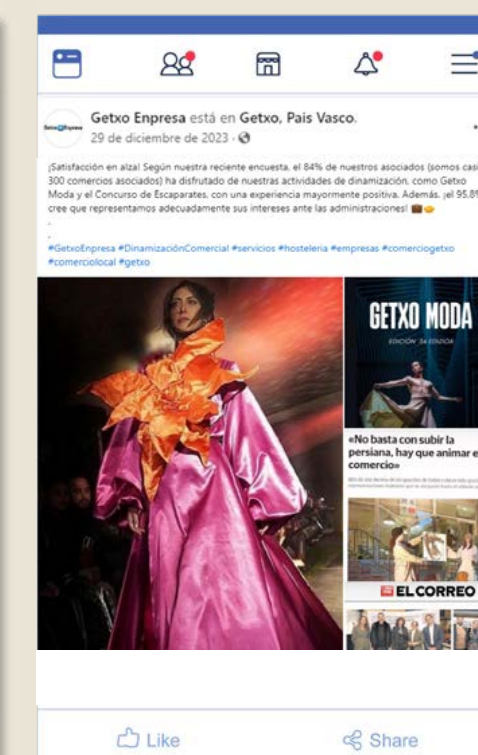 Getxo Enpresa está en Getxo, Pais Vasco.
29 de diciembre de 2023 ·
¡Satisfacción en alza! Según nuestra reciente encuesta, el 84% de nuestros asociados (somos casi
300 comercios asociados) ha disfrutado de nuestras actividades de dinamización, como Getxo
Moda y el Concurso de Escaparates, con una experiencia mayormente positiva. Además, ¡el 95,8%
cree que representamos adecuadamente sus intereses ante las administraciones!
.
.
#GetxoEnpresa #DinamizaciónComercial #servicios #hosteleria #empresas #comerciogetxo
#comerciolocal #getxo
GETXO MODA
EDICIÓN 36 EDIZIOA
«No basta con subir la
persiana, hay que animar e
comercio»
EL CORREO
Like
Share